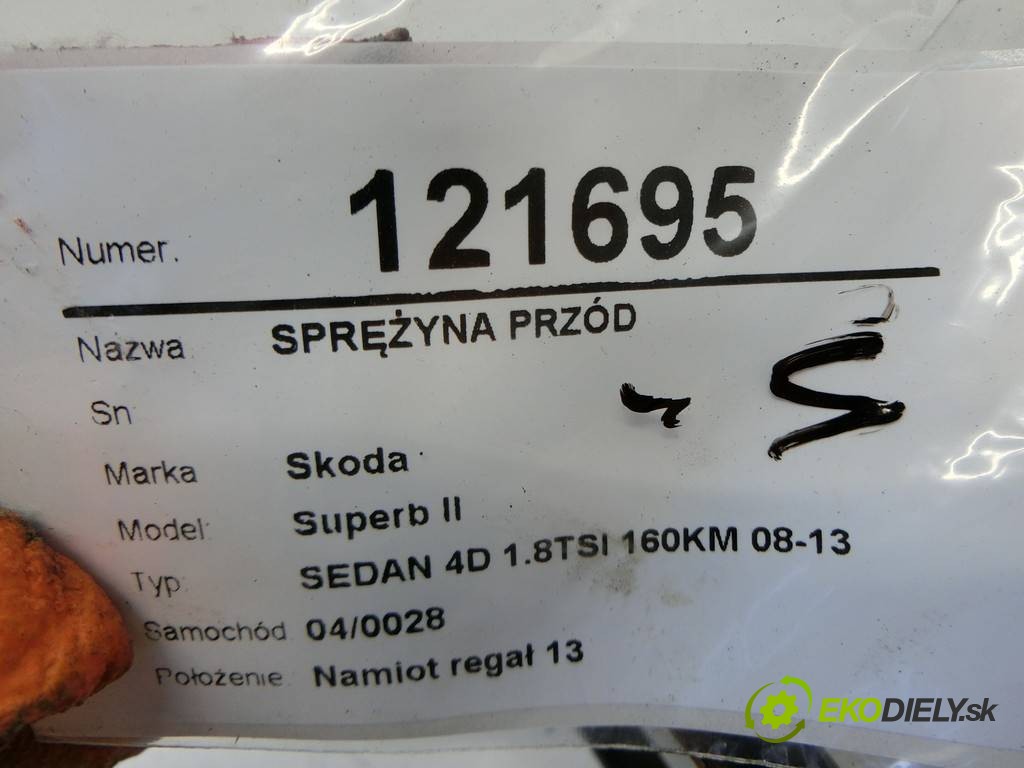 Numer. 121695
Nazwa SPRĘŻYNA PRZÓD
Sn
Marka Skoda
Model: Superb II
Typ: SEDAN 4D 1.8TSI 160KM 08-13
Samochód 04/0028
Położenie: Namiot regał 13
EKODIELY.sk